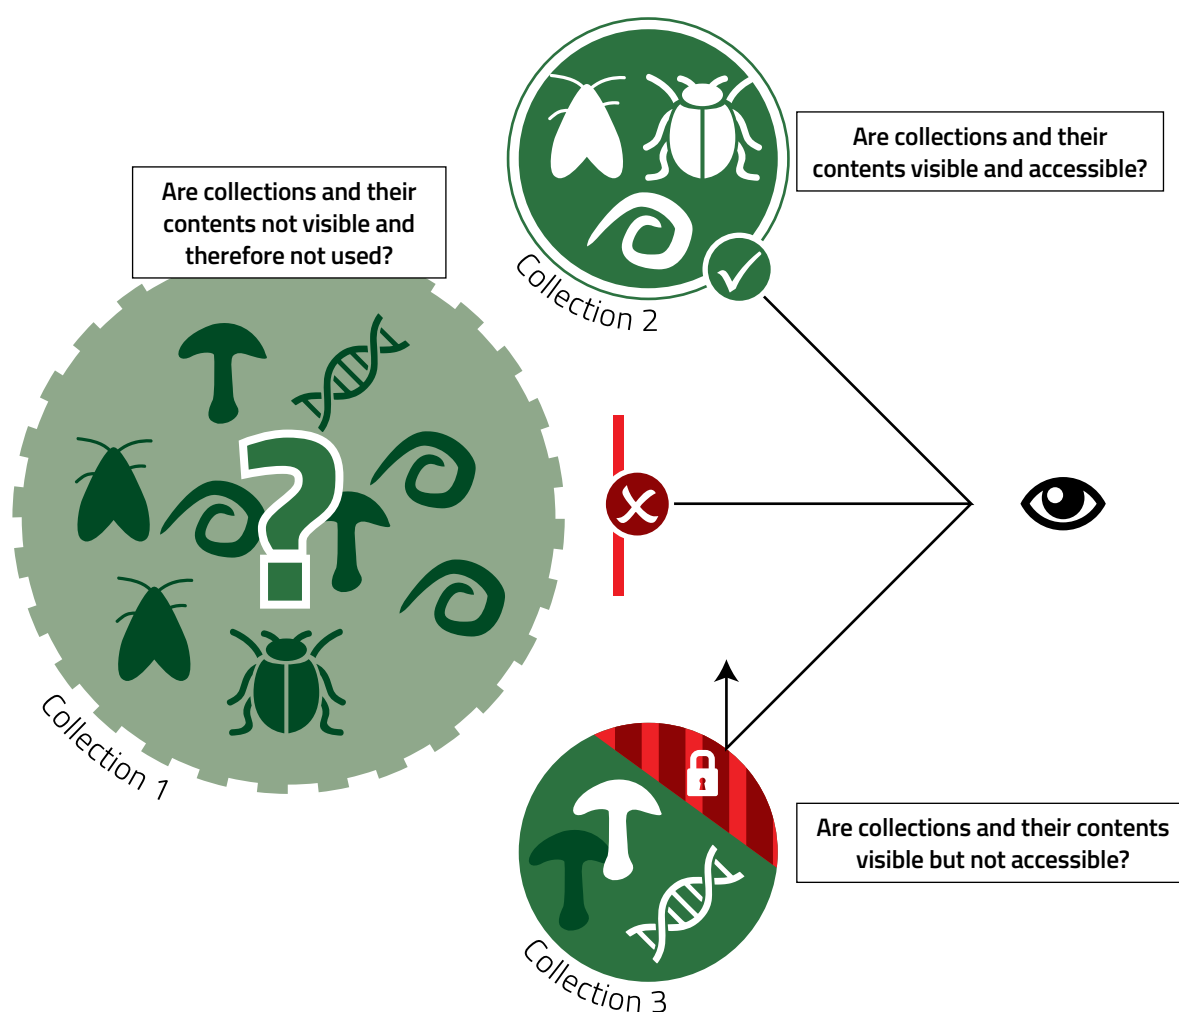 Are collections and their
contents visible and accessible?
Are collections and their
contents not visible and
therefore not used?
Collection 2
?
Collection 1
Are collections and their contents
visible but not accessible?
Collection 3